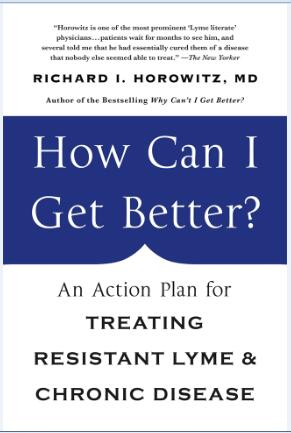 "Horowitz is one of the most prominent 'Lyme literate'
physicians...patients wait for months to see him, and
several told me that he had essentially cured them of a disease
that nobody else seemed able to treat." —The New Yorker
RICHARD I. HOROWITZ, MD
Author of the Bestselling Why Can't I Get Better?
How Can I
Get Better?
An Action Plan for
TREATING
RESISTANT LYME &
CHRONIC DISEASE